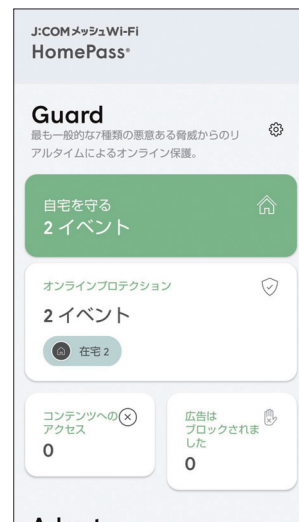 J:COMメッシュWi-Fi
HomePass®
Guard
最も一般的な7種類の悪意ある脅威からのリ
アルタイムによるオンライン保護。
自宅を守る
2 イベント
オンラインプロテクション
2 イベント
在宅 2
コンテンツへの
アクセス
0
広告は
ブロックされま
した
0